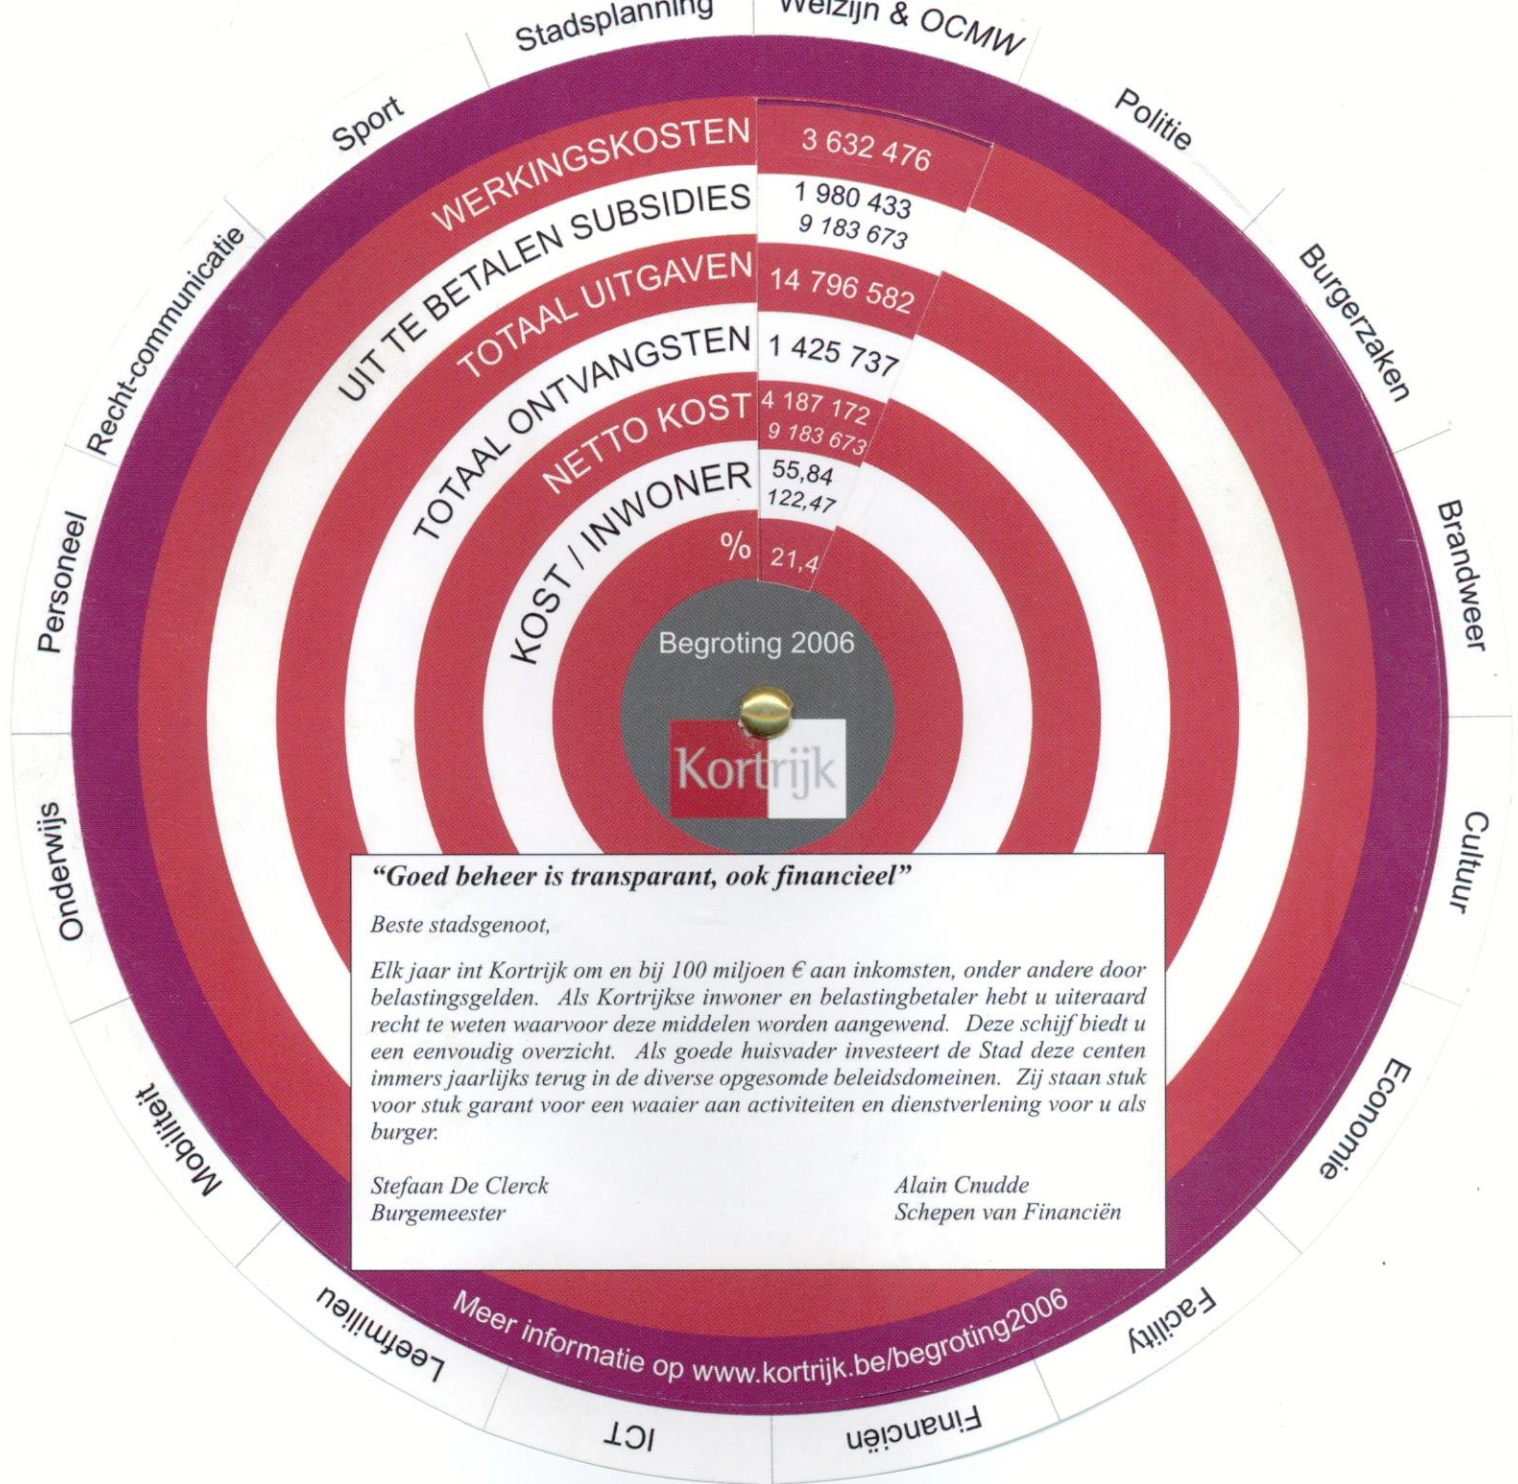 Stadsplanning
Welzijn & OCMW
Politie
Burgerzaken
Brandweer
Cultuur
Economie
Facility
Financiën
ICT
Leefmilieu
Mobiliteit
Onderwijs
Personeel
Recht-communicatie
Sport
WERKINGSKOSTEN 3 632 476
UIT TE BETALEN SUBSIDIES 1 980 433
9 183 673
TOTAAL UITGAVEN 14 796 582
TOTAAL ONTVANGSTEN 1 425 737
NETTO KOST 4 187 172
9 183 673
KOST / INWONER 55,84
122,47
% 21,4
Begroting 2006
Kortrijk
“Goed beheer is transparant, ook financieel”
Beste stadsgenoot,
Elk jaar int Kortrijk om en bij 100 miljoen € aan inkomsten, onder andere door
belastingsgelden. Als Kortrijkse inwoner en belastingbetaler hebt u uiteraard
recht te weten waarvoor deze middelen worden aangewend. Deze schijf biedt u
een eenvoudig overzicht. Als goede huisvader investeert de Stad deze centen
immers jaarlijks terug in de diverse opgesomde beleidsdomeinen. Zij staan stuk
voor stuk garant voor een waaier aan activiteiten en dienstverlening voor u als
burger.
Stefaan De Clerck
Burgemeester
Alain Cnudde
Schepen van Financiën
Meer informatie op www.kortrijk.be/begroting2006